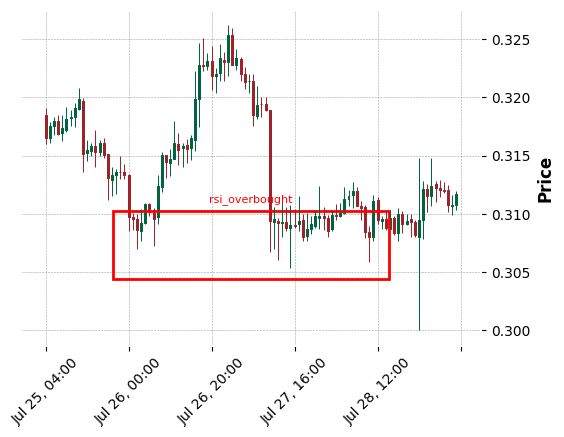 rsi_overbought
0.325
0.320
0.315
0.310
0.305
0.300
Price
Jul 25, 04:00
Jul 26, 00:00
Jul 26, 20:00
Jul 27, 16:00
Jul 28, 12:00